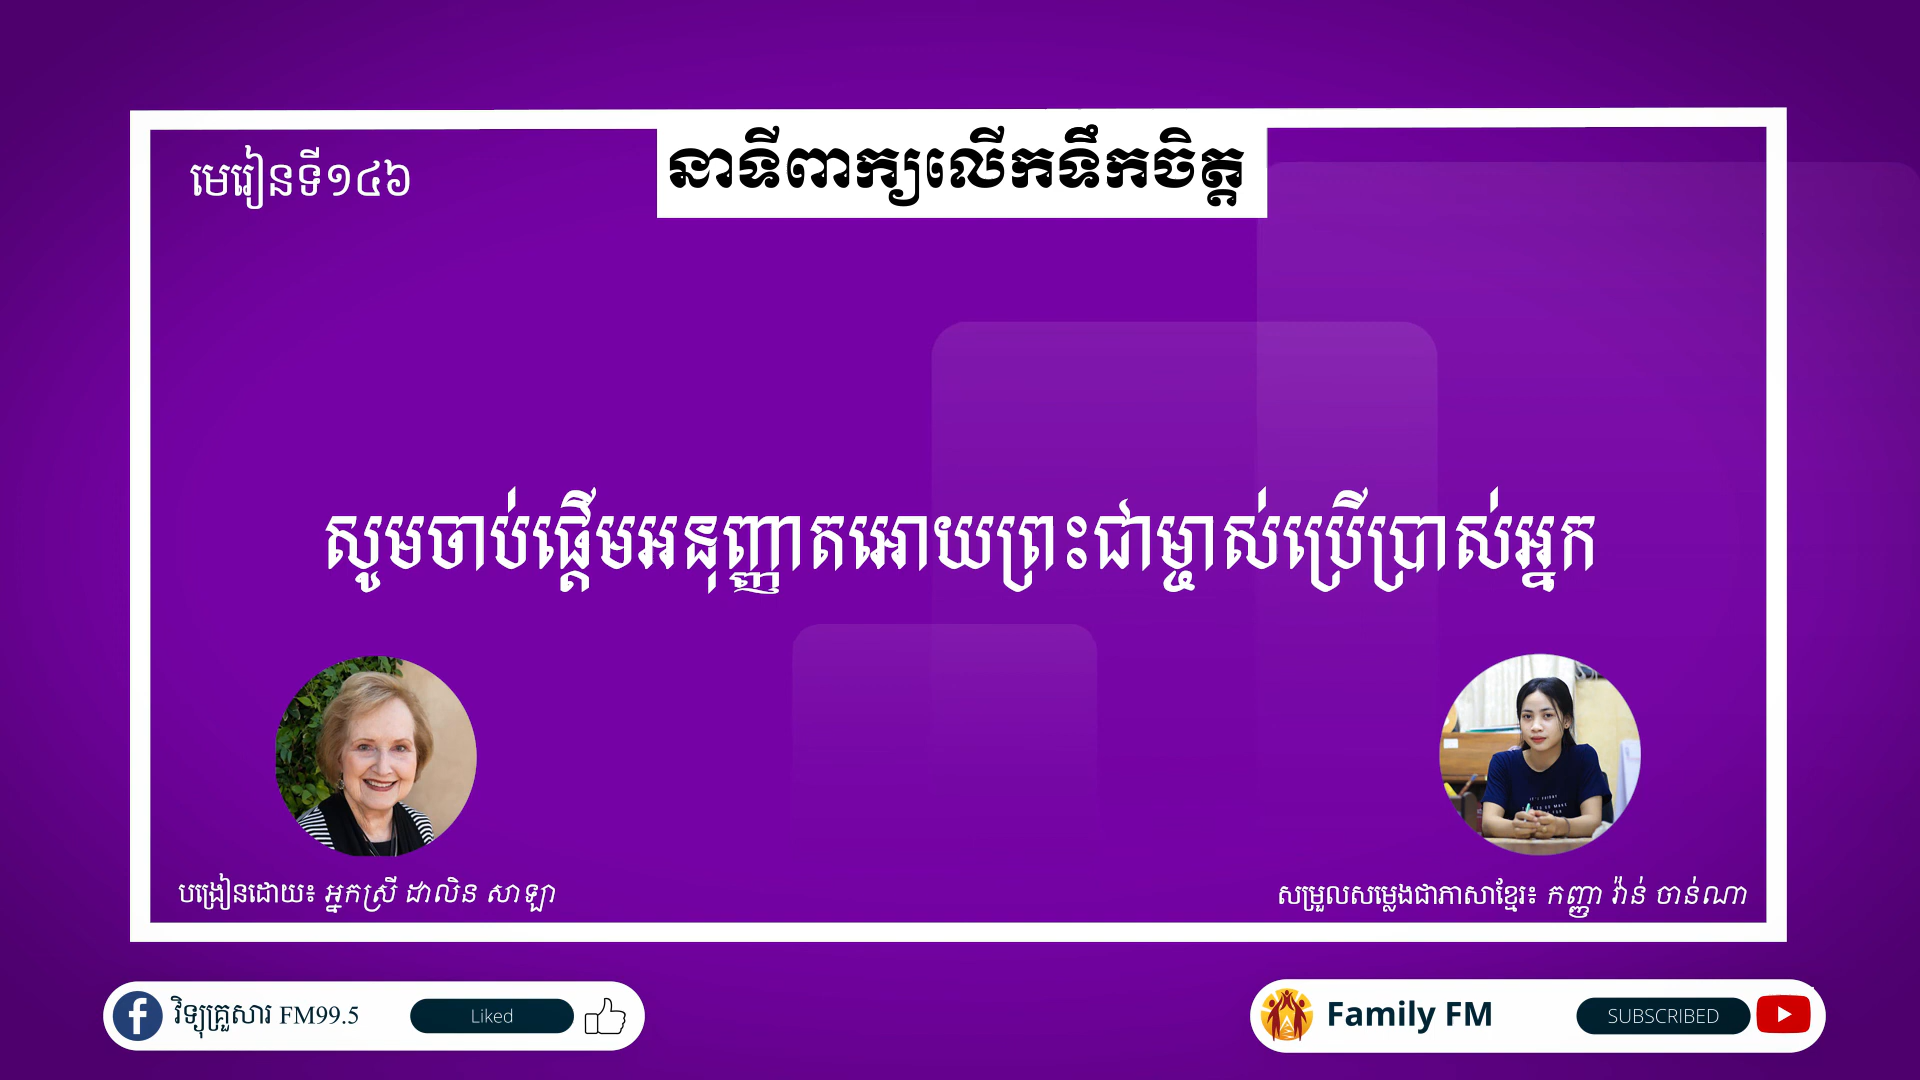 នាទីពាក្យលើកទឹកចិត្ត
មេរៀនទី១៤៦
សូមចាប់ផ្តើមអនុញ្ញាតអោយព្រះជាម្ចាស់ប្រើប្រាស់អ្នក
បង្រៀនដោយ៖ អ្នកស្រី ដាលិន សាឡា
សម្រួលសម្លេងជាភាសាខ្មែរ៖ កញ្ញា វ៉ាន់ ចាន់ណា
វិទ្យុគ្រួសារ FM99.5
Liked
Family FM
SUBSCRIBED